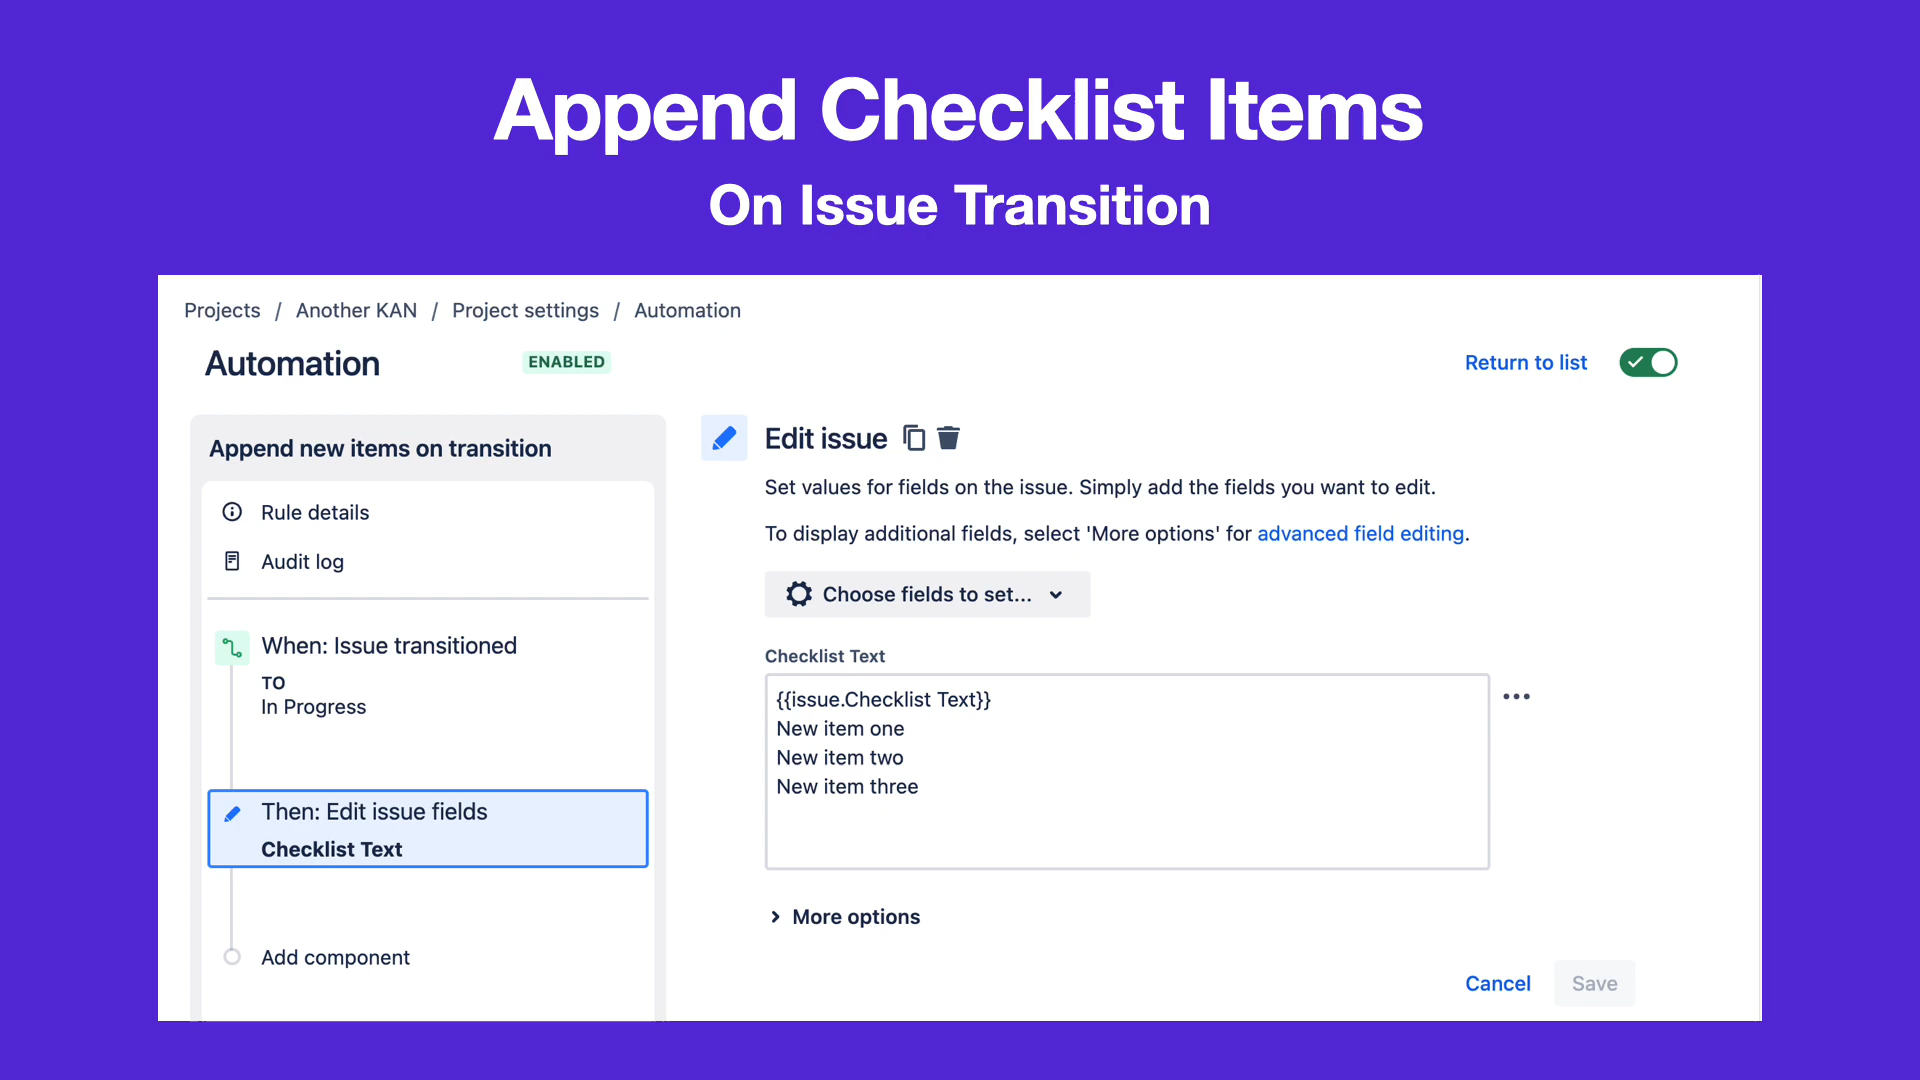 Append Checklist Items
On Issue Transition
Projects / Another KAN / Project settings / Automation
Automation
ENABLED
Return to list
Append new items on transition
Rule details
Audit log
When: Issue transitioned
TO
In Progress
Then: Edit issue fields
Checklist Text
Add component
Edit issue
Set values for fields on the issue. Simply add the fields you want to edit.
To display additional fields, select 'More options' for advanced field editing.
Choose fields to set...
Checklist Text
{{issue.Checklist Text}}
New item one
New item two
New item three
More options
Cancel
Save